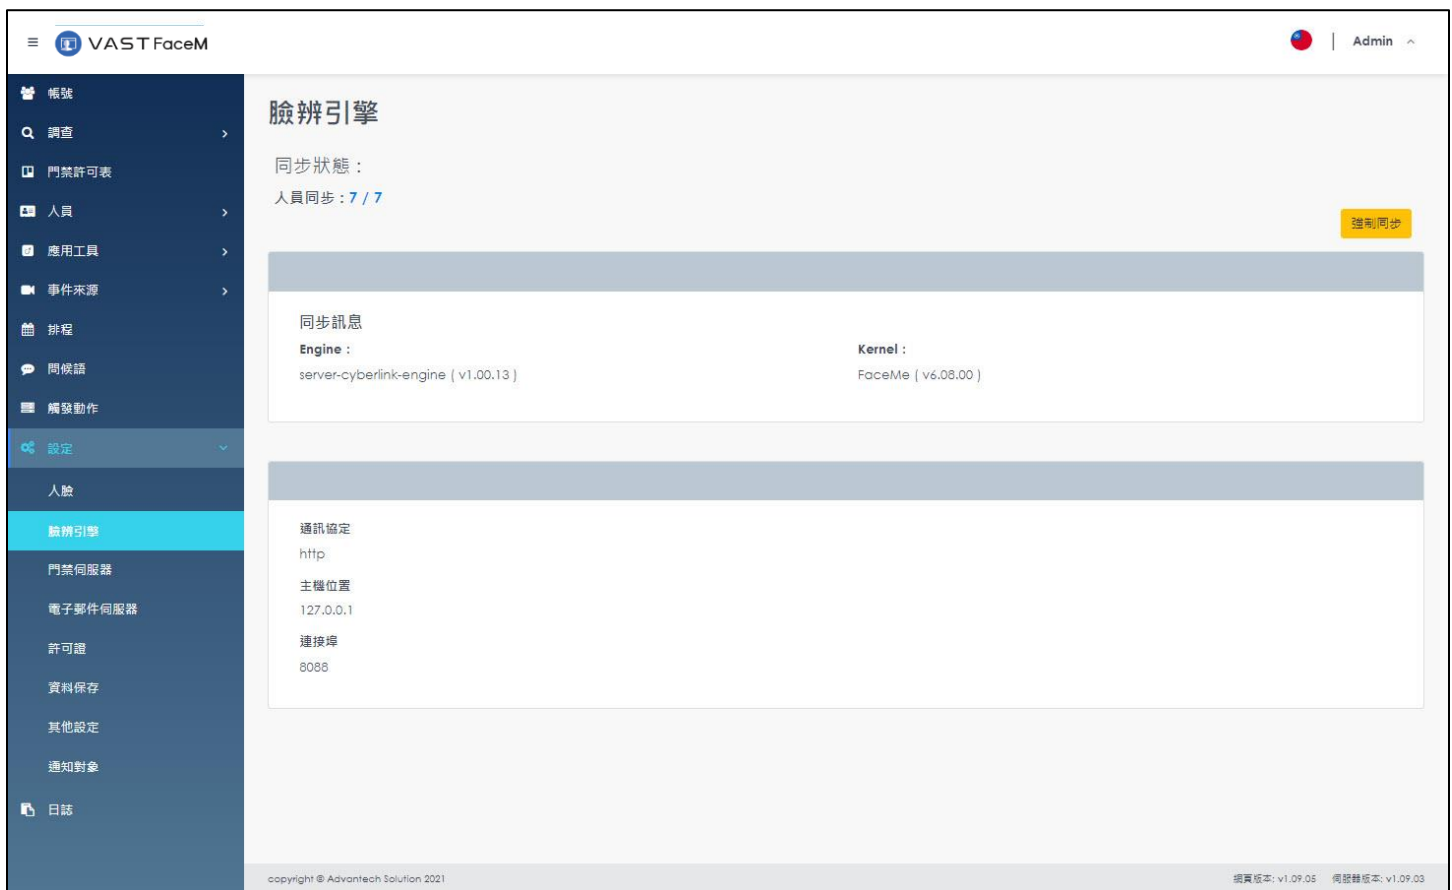 VAST FaceM
Admin
帳號
調查
門禁許可表
人員
應用工具
事件來源
排程
問候語
觸發動作
設定
人臉
臉辨引擎
門禁伺服器
電子郵件伺服器
許可證
資料保存
其他設定
通知對象
日誌
臉辨引擎
同步狀態：
人員同步：7 / 7
強制同步
同步訊息
Engine : Kernel :
server-cyberlink-engine ( v1.00.13 ) FaceMe ( v6.08.00 )
通訊協定
http
主機位置
127.0.0.1
連接埠
8088
copyright © Advantech Solution 2021
網頁版本: v1.09.05 伺服器版本: v1.09.03